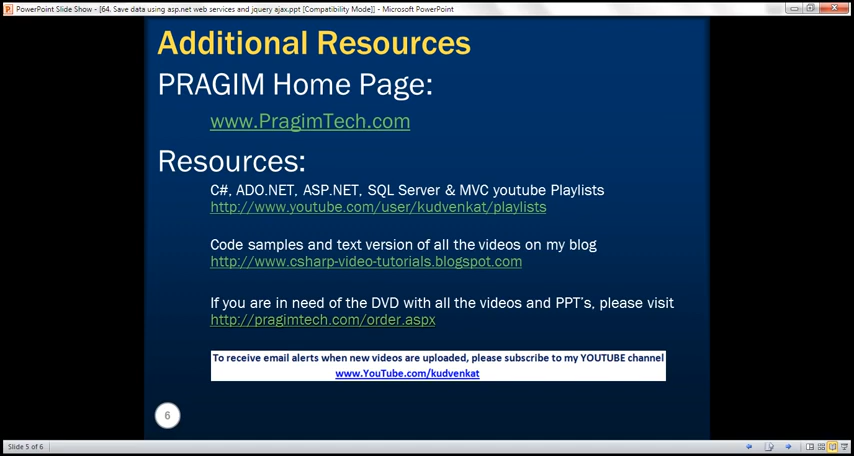 PowerPoint Slide Show - [64. Save data using asp.net web services and jquery ajax.ppt [Compatibility Mode]] - Microsoft PowerPoint
Additional Resources
PRAGIM Home Page:
www.PragimTech.com
Resources:
C#, ADO.NET, ASP.NET, SQL Server & MVC youtube Playlists
http://www.youtube.com/user/kudvenkat/playlists
Code samples and text version of all the videos on my blog
http://www.csharp-video-tutorials.blogspot.com
If you are in need of the DVD with all the videos and PPT's, please visit
http://pragimtech.com/order.aspx
To receive email alerts when new videos are uploaded, please subscribe to my YOUTUBE channel
www.YouTube.com/kudvenkat
6
Slide 5 of 6